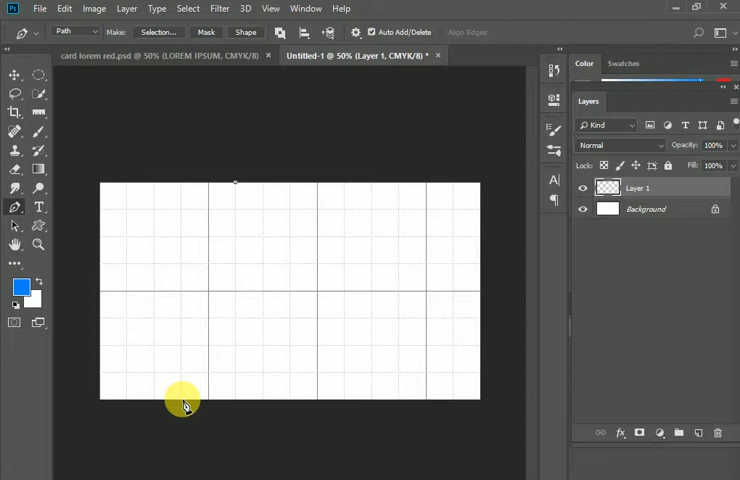 Ps File Edit Image Layer Type Select Filter 3D View Window Help
Path Make: Selection... Mask Shape Auto Add/Delete Align Edges
card lorem red.psd @ 50% (LOREM IPSUM, CMYK/8) × Untitled-1 @ 50% (Layer 1, CMYK/8) * ×
Color Swatches
Layers
Kind
Normal Opacity: 100%
Lock: Fill: 100%
Layer 1
Background